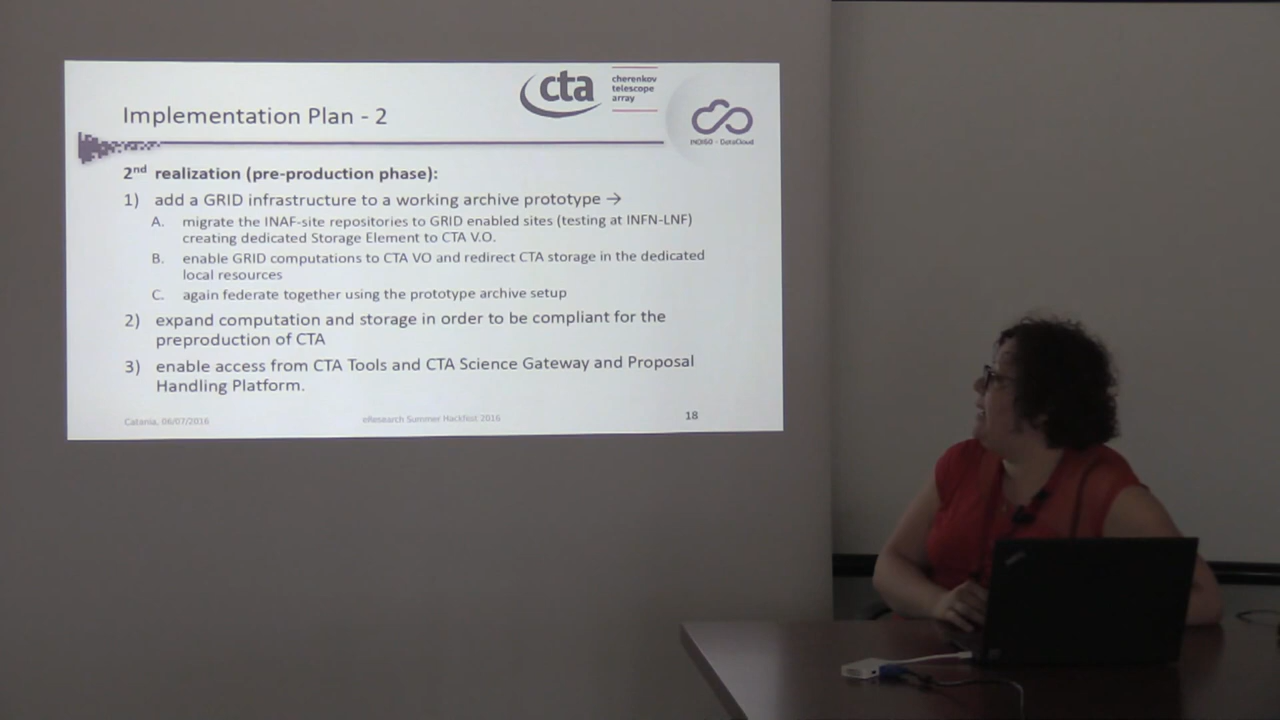 cta
cherenkov
telescope
array
Implementation Plan - 2
INDIGO - DataCloud
2nd realization (pre-production phase):
1) add a GRID infrastructure to a working archive prototype →
A. migrate the INAF-site repositories to GRID enabled sites (testing at INFN-LNF)
creating dedicated Storage Element to CTA V.O.
B. enable GRID computations to CTA VO and redirect CTA storage in the dedicated
local resources
C. again federate together using the prototype archive setup
2) expand computation and storage in order to be compliant for the
preproduction of CTA
3) enable access from CTA Tools and CTA Science Gateway and Proposal
Handling Platform.
Catania, 06/07/2016
eResearch Summer Hackfest 2016
18